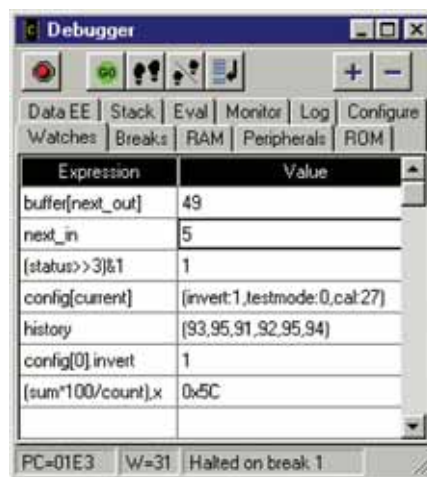 Debugger
GO
Data EE Stack Eval Monitor Log Configure
Watches Breaks RAM Peripherals ROM
Expression Value
buffer[next_out] 49
next_in 5
(status>>3)&1 1
config[current] (invert:1,testmode:0,cal:27)
history (93,95,91,92,95,94)
config[0].invert 1
(sum*100/count),x 0x5C
PC=01E3 W=31 Halted on break 1